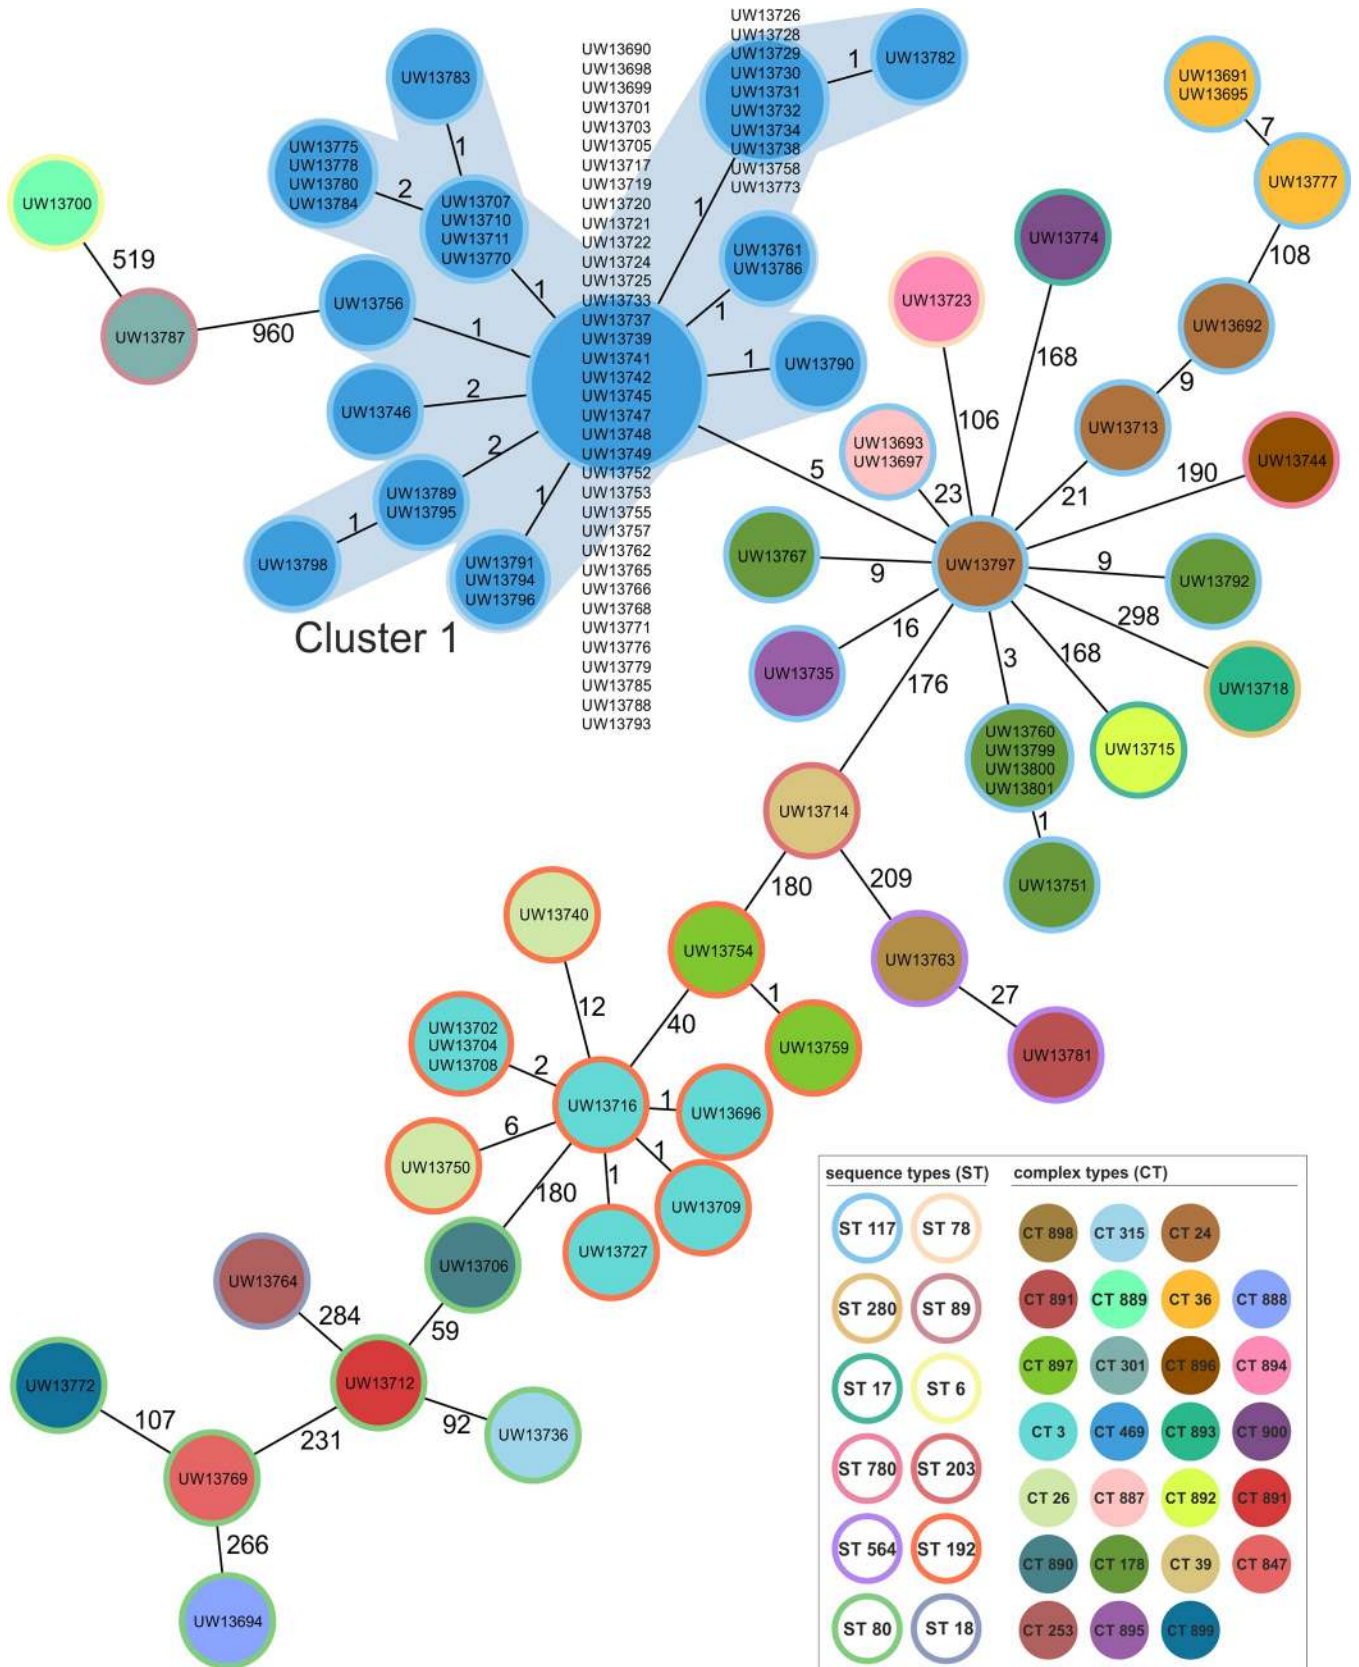 UW13690
UW13698
UW13699
UW13701
UW13703
UW13705
UW13717
UW13719
UW13720
UW13721
UW13722
UW13724
UW13725
UW13733
UW13737
UW13739
UW13741
UW13742
UW13745
UW13747
UW13748
UW13749
UW13752
UW13753
UW13755
UW13757
UW13762
UW13765
UW13766
UW13768
UW13771
UW13776
UW13779
UW13785
UW13788
UW13793
UW13726
UW13728
UW13729
UW13730
UW13731
UW13732
UW13734
UW13738
UW13758
UW13773
1
UW13782
1
UW13783
1
UW13775
UW13778
UW13780
UW13784
2
UW13707
UW13710
UW13711
UW13770
1
UW13761
UW13786
1
UW13790
1
UW13700
519
UW13787
960
UW13756
1
UW13746
2
UW13789
UW13795
2
UW13798
1
UW13791
UW13794
UW13796
1
Cluster 1
5
UW13691
UW13695
7
UW13777
108
UW13692
9
UW13713
21
UW13774
168
UW13723
106
UW13693
UW13697
23
UW13744
190
UW13797
UW13767
9
UW13792
9
UW13735
16
298
UW13718
168
UW13715
3
UW13760
UW13799
UW13800
UW13801
1
UW13751
176
UW13714
180
209
UW13754
UW13763
1
UW13759
27
UW13781
40
UW13740
12
UW13702
UW13704
UW13708
2
UW13716
1
UW13696
6
UW13750
1
UW13709
1
UW13727
180
UW13706
59
UW13764
284
UW13712
92
UW13736
231
UW13772
107
UW13769
266
UW13694
sequence types (ST)
ST 117
ST 78
ST 280
ST 89
ST 17
ST 6
ST 780
ST 203
ST 564
ST 192
ST 80
ST 18
complex types (CT)
CT 898
CT 315
CT 24
CT 891
CT 889
CT 36
CT 888
CT 897
CT 301
CT 896
CT 894
CT 3
CT 469
CT 893
CT 900
CT 26
CT 887
CT 892
CT 891
CT 890
CT 178
CT 39
CT 847
CT 253
CT 895
CT 899